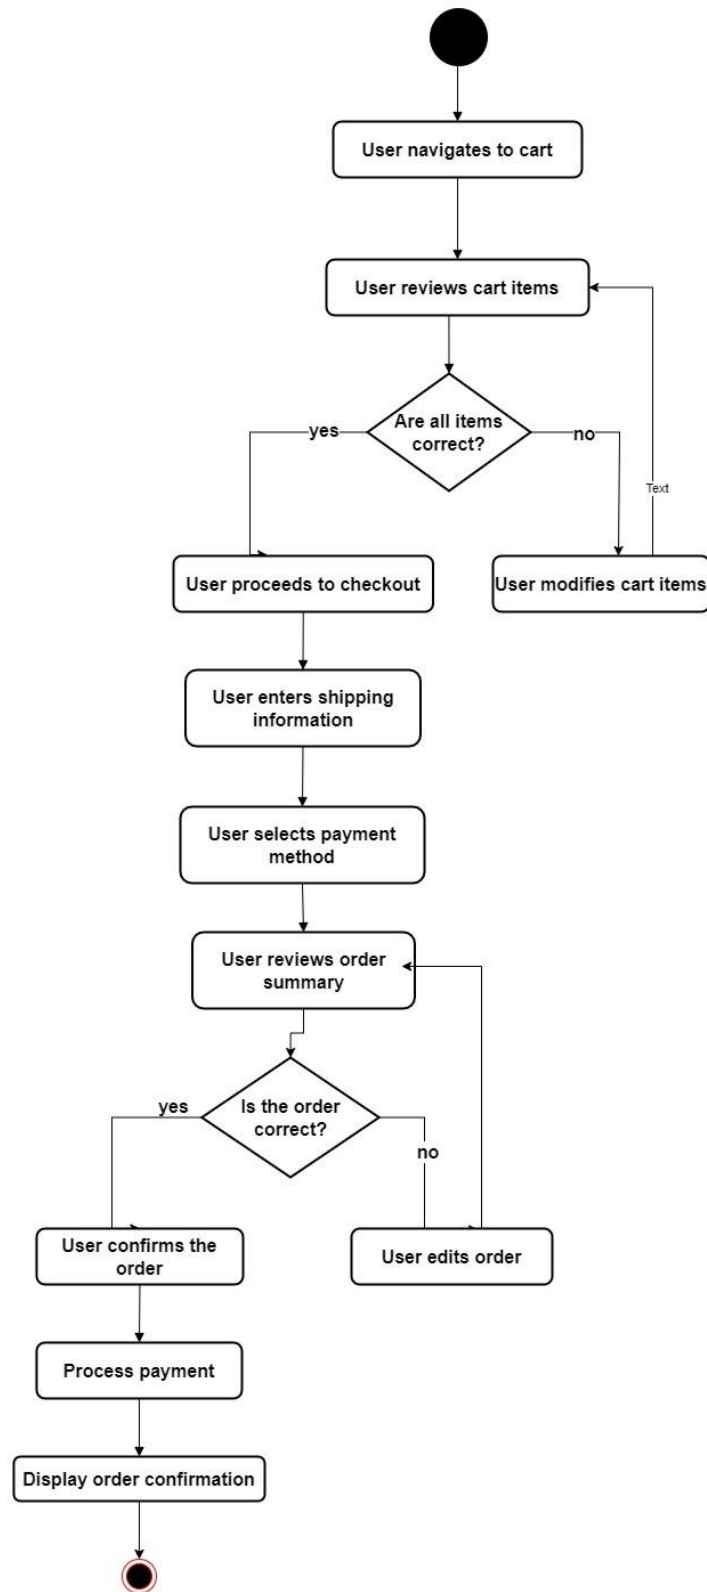 User navigates to cart
User reviews cart items
Are all items
correct?
yes
no
Text
User proceeds to checkout
User modifies cart items
User enters shipping
information
User selects payment
method
User reviews order
summary
Is the order
correct?
yes
no
User confirms the
order
User edits order
Process payment
Display order confirmation